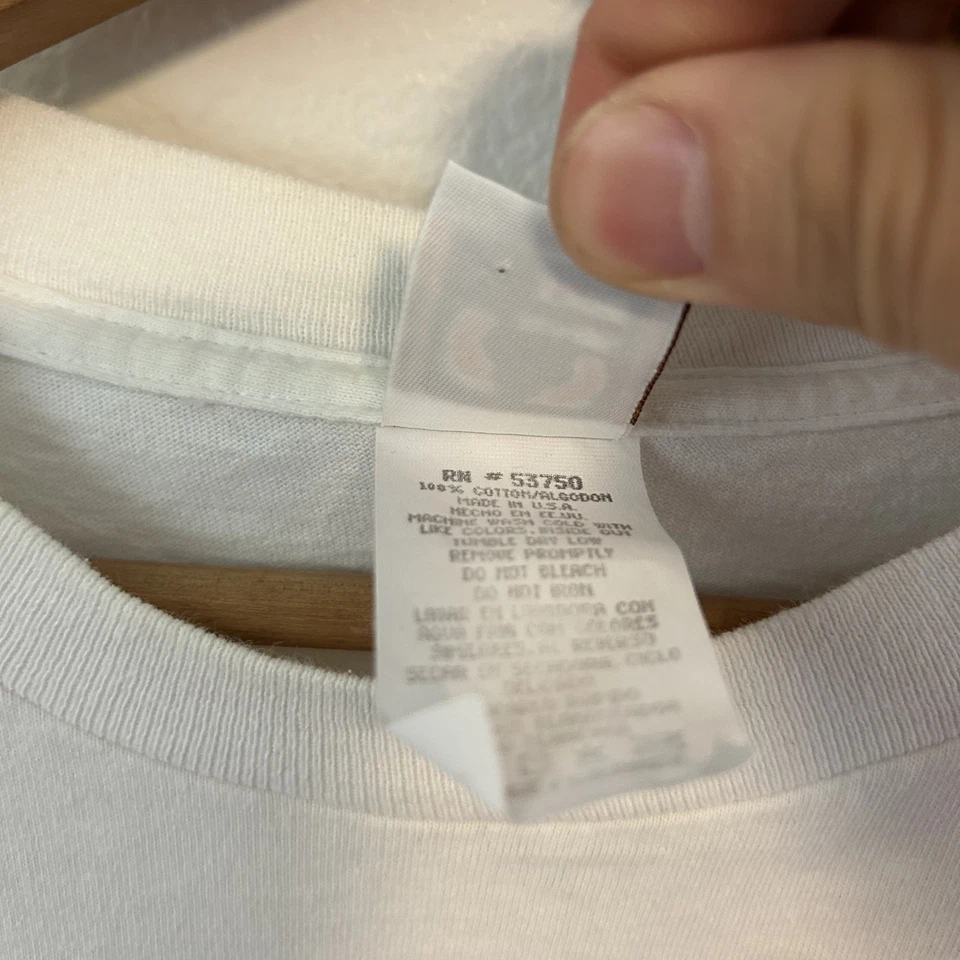 RN # 53750
100% COTTON/ALGODON
MADE IN U.S.A.
HECHO EN EE.UU.
MACHINE WASH COLD WITH
LIKE COLORS, INSIDE OUT
TUMBLE DRY LOW
REMOVE PROMPTLY
DO NOT BLEACH
DO NOT IRON
LAVAR EN LAVADORA CON
AGUA FRIA CON COLORES
SIMILARES, AL REVERSO
SECAR EN SECADORA, CICLO
DELICADO